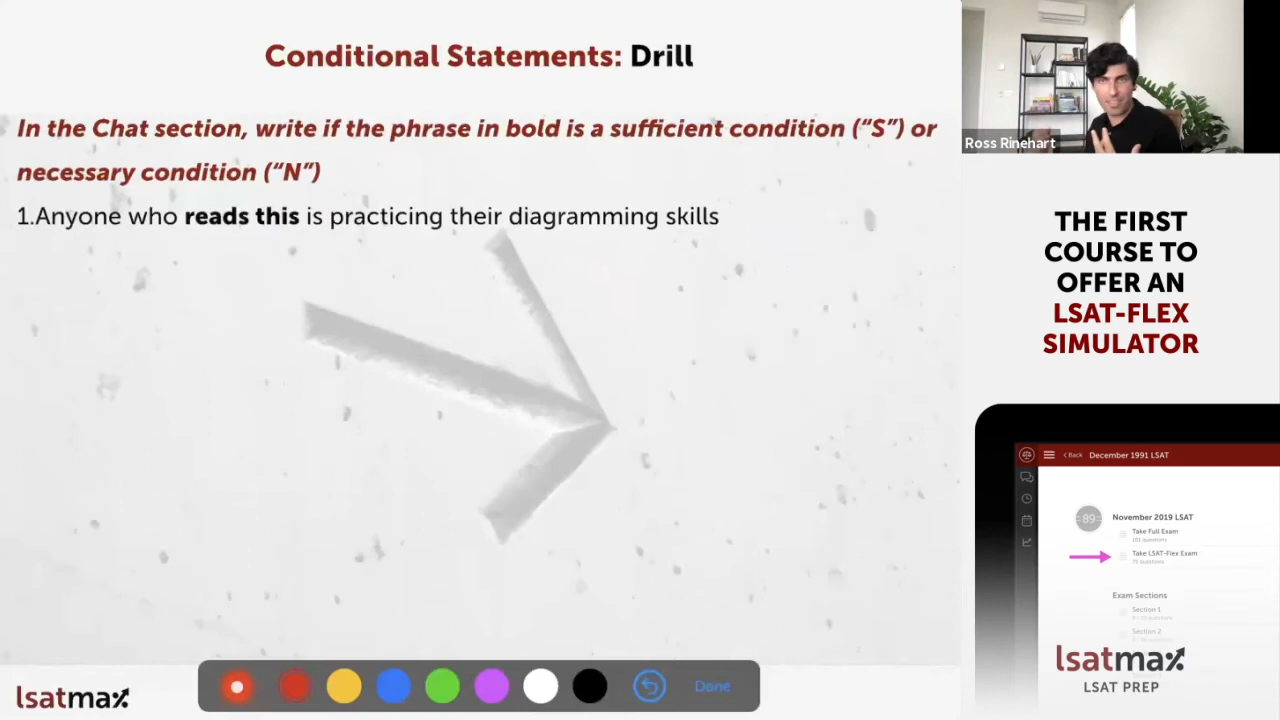 Conditional Statements: Drill
In the Chat section, write if the phrase in bold is a sufficient condition (“S”) or
necessary condition (“N”)
1.Anyone who reads this is practicing their diagramming skills
Done
lsatmax
Ross Rinehart
THE FIRST
COURSE TO
OFFER AN
LSAT-FLEX
SIMULATOR
< Back December 1991 LSAT
89
November 2019 LSAT
Take Full Exam
Take LSAT-Flex Exam
Exam Sections
Section 1
Section 2
lsatmax
LSAT PREP